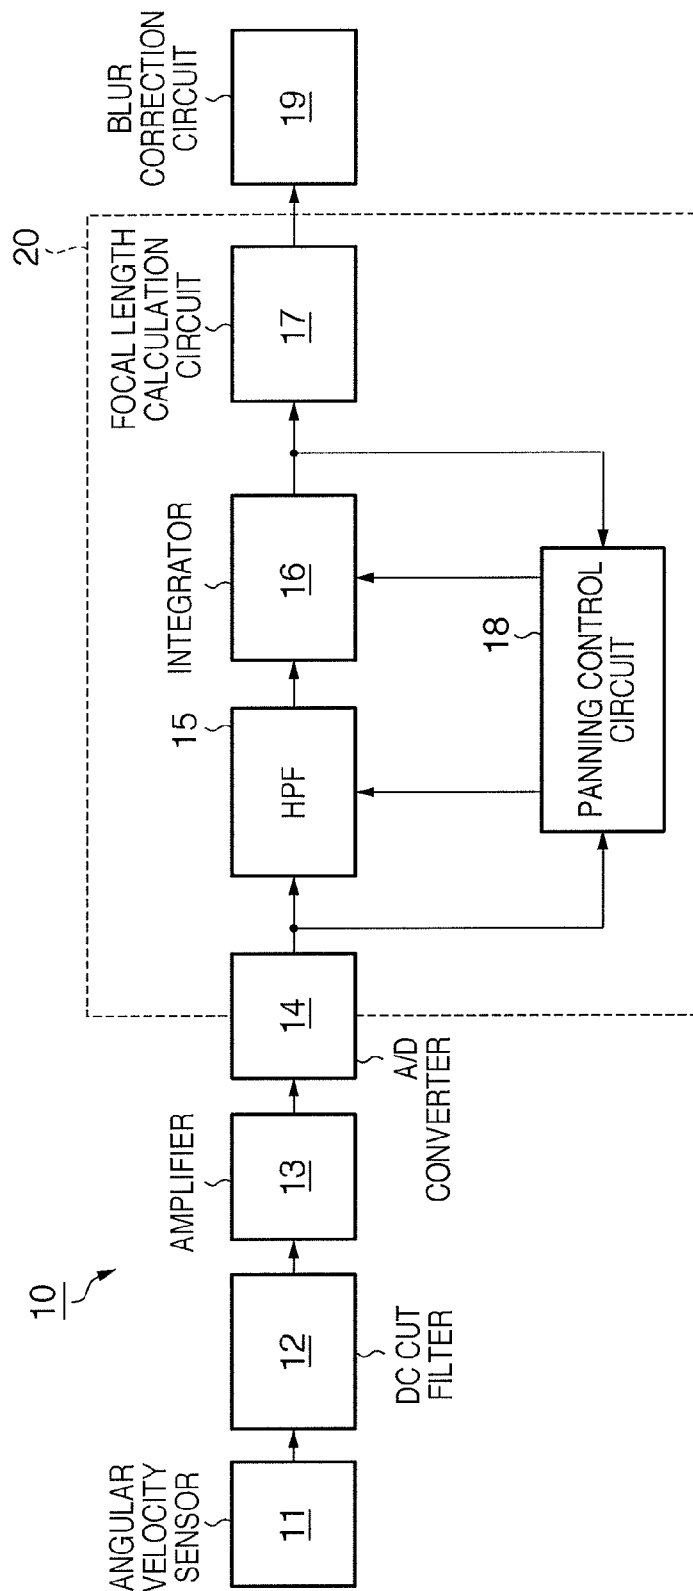 10
20
ANGULAR
VELOCITY
SENSOR
11
12
DC CUT
FILTER
AMPLIFIER
13
14
A/D
CONVERTER
15
HPF
INTEGRATOR
16
FOCAL LENGTH
CALCULATION
CIRCUIT
17
18
PANNING CONTROL
CIRCUIT
BLUR
CORRECTION
CIRCUIT
19